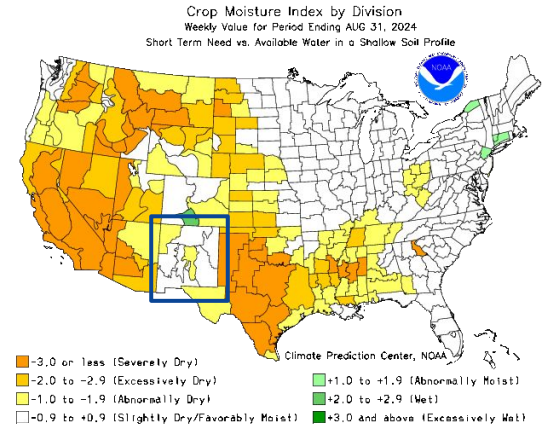 Crop Moisture Index by Division
Weekly Value for Period Ending AUG 31, 2024
Short Term Need vs. Available Water in a Shallow Soil Profile
NOAA
Climate Prediction Center, NOAA
-3.0 or less (Severely Dry)
-2.0 to -2.9 (Excessively Dry)
-1.0 to -1.9 (Abnormally Dry)
-0.9 to +0.9 (Slightly Dry/Favorably Moist)
+1.0 to +1.9 (Abnormally Moist)
+2.0 to +2.9 (Wet)
+3.0 and above (Excessively Wet)